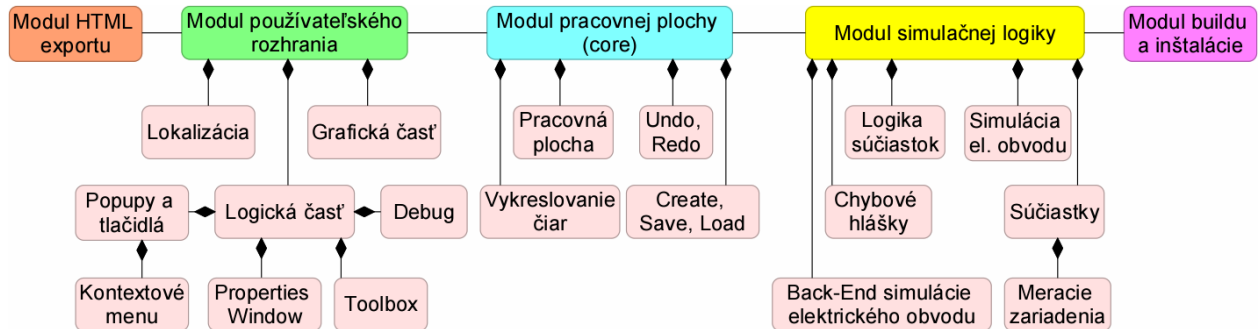 Modul HTML
exportu
Modul používateľského
rozhrania
Modul pracovnej plochy
(core)
Modul simulačnej logiky
Modul buildu
a inštalácie
Lokalizácia
Grafická časť
Pracovná
plocha
Undo,
Redo
Logika
súčiastok
Simulácia
el. obvodu
Popupy a
tlačidlá
Logická časť
Debug
Vykreslovanie
čiar
Create,
Save, Load
Chybové
hlášky
Súčiastky
Kontextové
menu
Properties
Window
Toolbox
Back-End simulácie
elektrického obvodu
Meracie
zariadenia